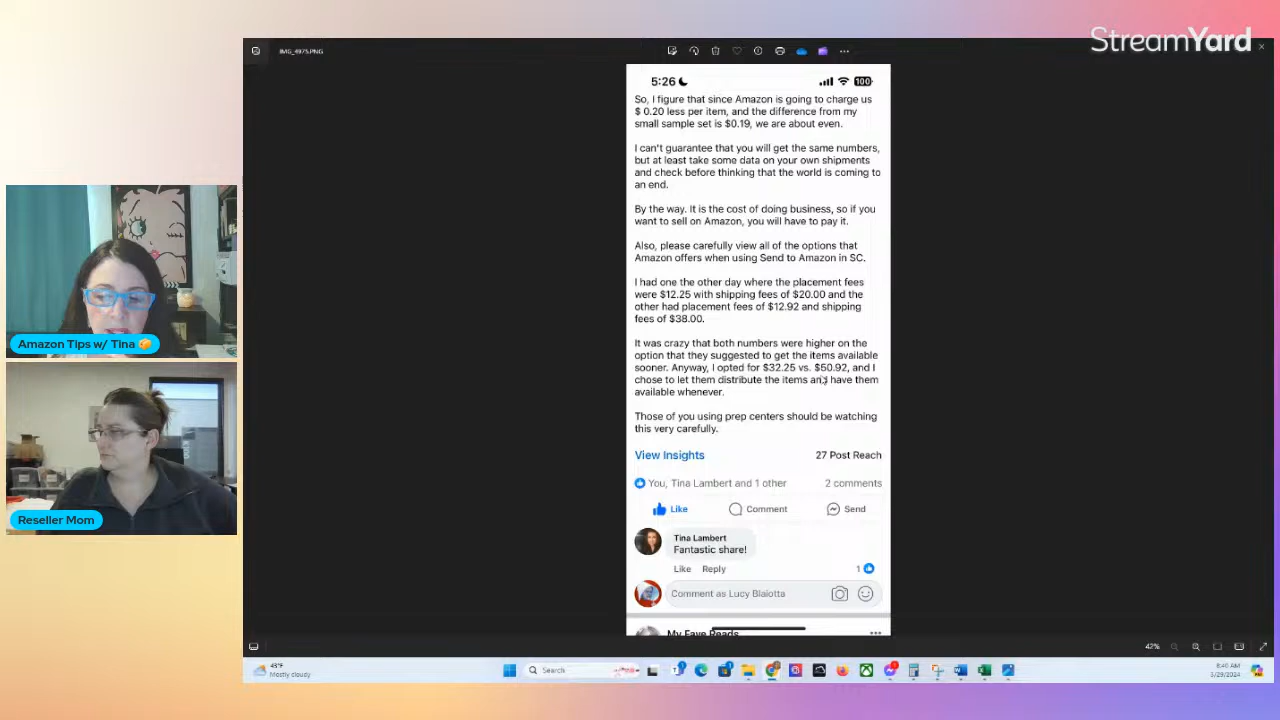 StreamYard
IMG_4975.PNG
5:26
100
So, I figure that since Amazon is going to charge us
$ 0.20 less per item, and the difference from my
small sample set is $0.19, we are about even.
I can't guarantee that you will get the same numbers,
but at least take some data on your own shipments
and check before thinking that the world is coming to
an end.
By the way. It is the cost of doing business, so if you
want to sell on Amazon, you will have to pay it.
Also, please carefully view all of the options that
Amazon offers when using Send to Amazon in SC.
I had one the other day where the placement fees
were $12.25 with shipping fees of $20.00 and the
other had placement fees of $12.92 and shipping
fees of $38.00.
It was crazy that both numbers were higher on the
option that they suggested to get the items available
sooner. Anyway, I opted for $32.25 vs. $50.92, and I
chose to let them distribute the items and have them
available whenever.
Those of you using prep centers should be watching
this very carefully.
View Insights
27 Post Reach
You, Tina Lambert and 1 other
2 comments
Like
Comment
Send
Tina Lambert
Fantastic share!
Like Reply
1
Comment as Lucy Blaiotta
My Fave Reads
Amazon Tips w/ Tina
Reseller Mom
42%
43°F
Mostly cloudy
Search
8:40 AM
3/29/2024